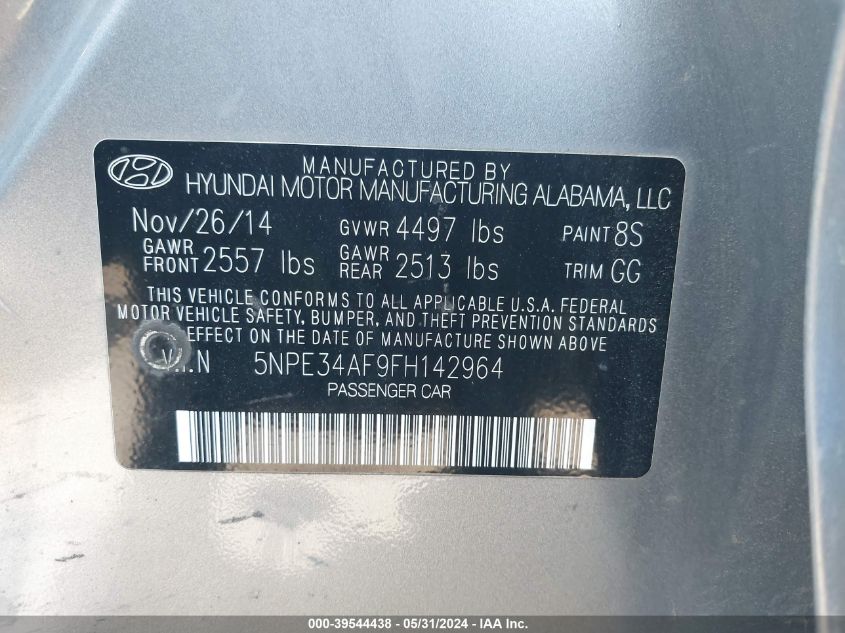 MANUFACTURED BY
HYUNDAI MOTOR MANUFACTURING ALABAMA, LLC
Nov/26/14 GVWR 4497 lbs PAINT 8S
GAWR FRONT 2557 lbs GAWR REAR 2513 lbs TRIM GG
THIS VEHICLE CONFORMS TO ALL APPLICABLE U.S.A. FEDERAL
MOTOR VEHICLE SAFETY, BUMPER, AND THEFT PREVENTION STANDARDS
IN EFFECT ON THE DATE OF MANUFACTURE SHOWN ABOVE
V.I.N 5NPE34AF9FH142964
PASSENGER CAR
000-39544438 - 05/31/2024 - IAA Inc.